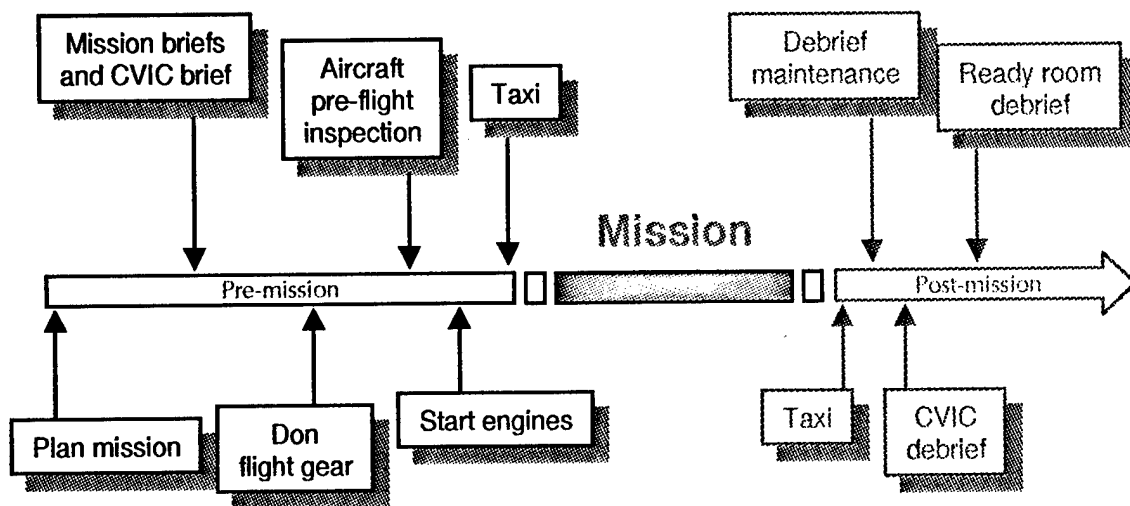 Mission briefs
and CVIC brief
Aircraft
pre-flight
inspection
Taxi
Debrief
maintenance
Ready room
debrief
Mission
Pre-mission
Post-mission
Plan mission
Don
flight gear
Start engines
Taxi
CVIC
debrief